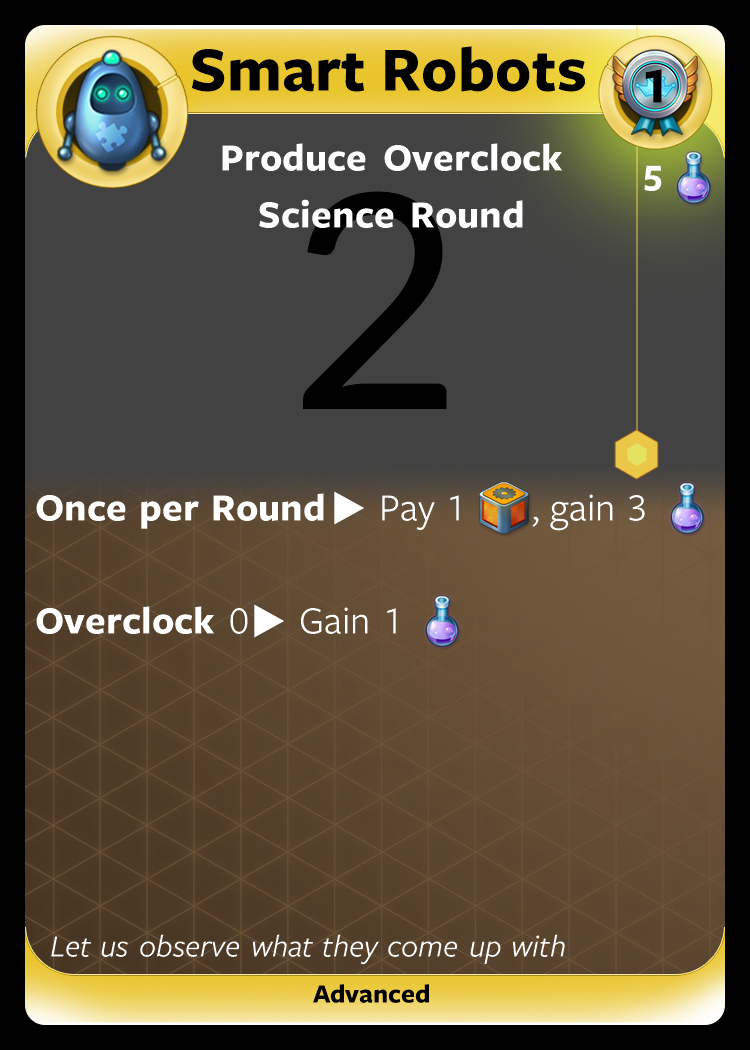 Smart Robots
1
Produce Overclock
5
Science Round
2
Once per Round▶ Pay 1 , gain 3
Overclock 0▶ Gain 1
Let us observe what they come up with
Advanced